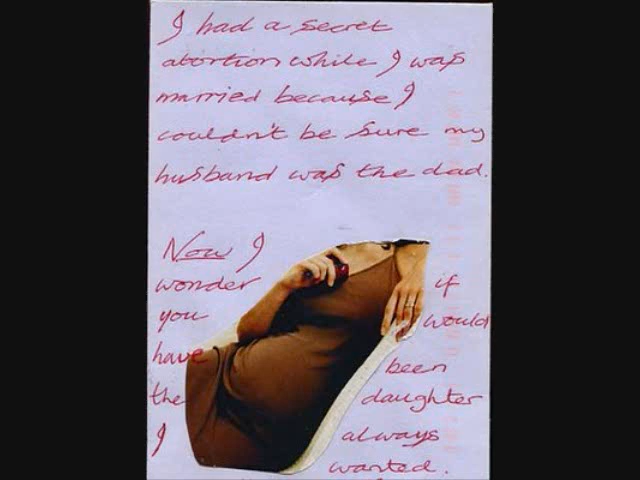 I had a secret
abortion while I was
married because I
couldn't be sure my
husband was the dad.
Now I
wonder if
you would
have been
the daughter
I always
wanted.